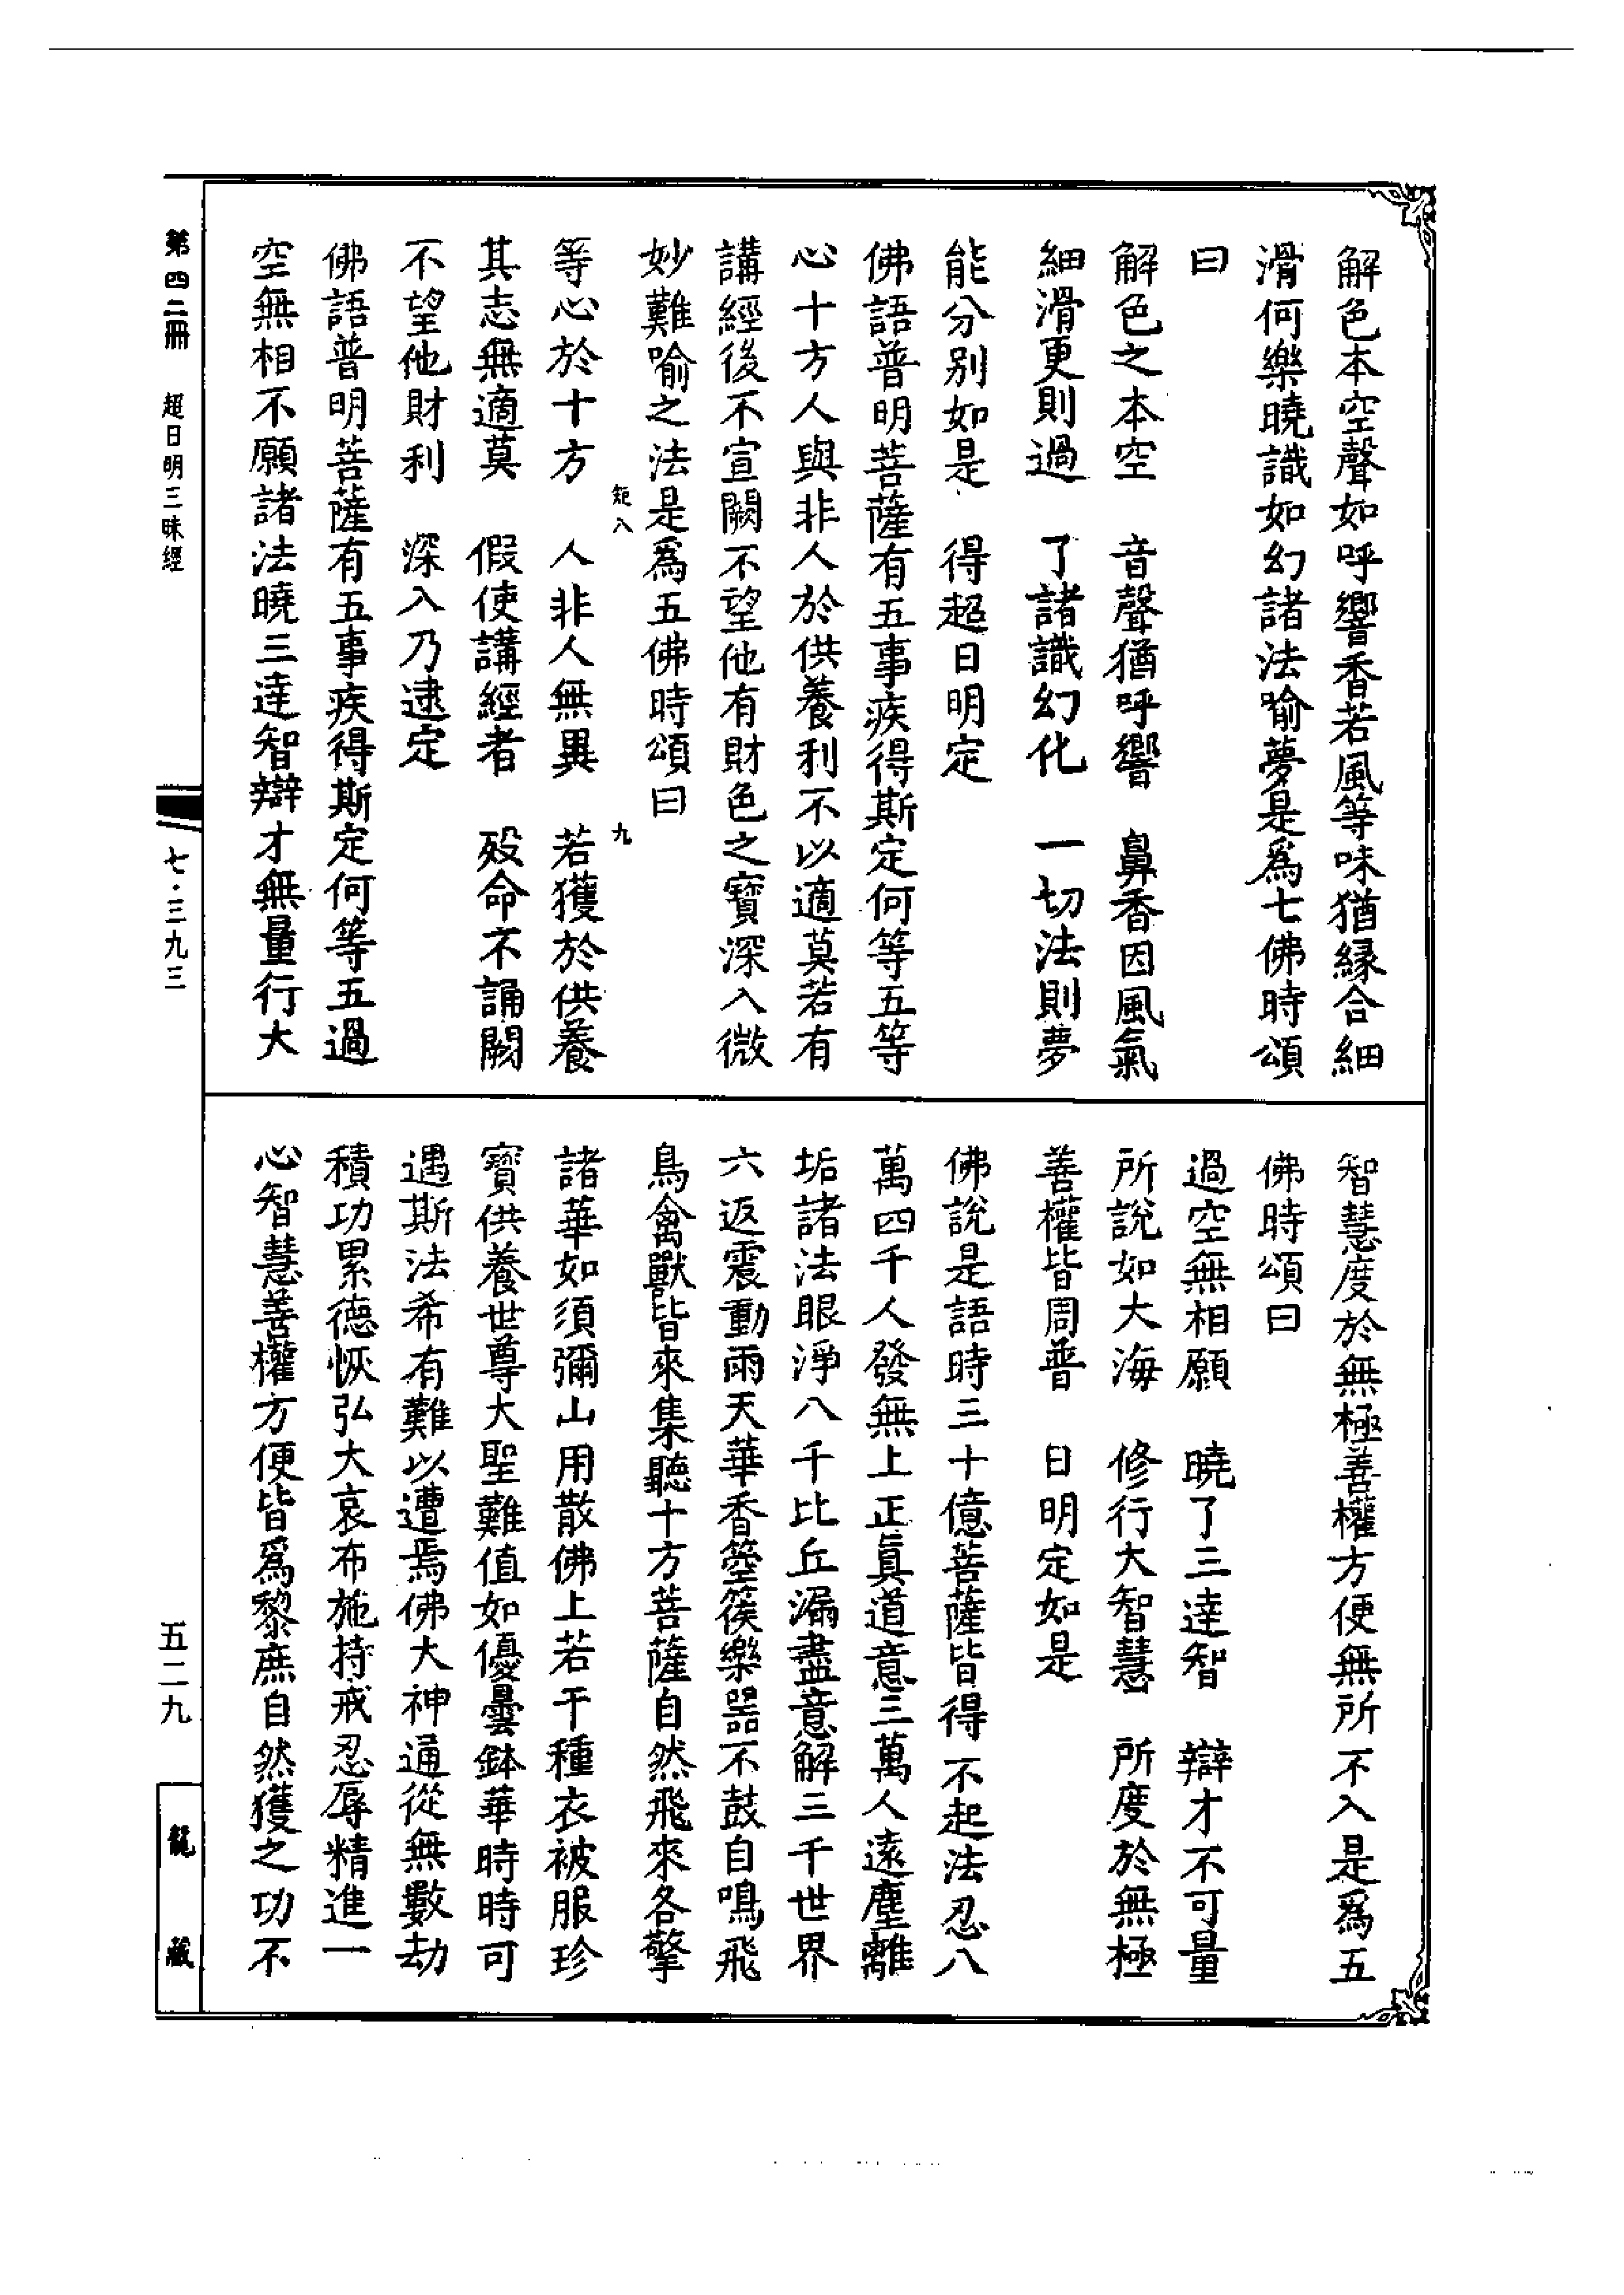 解色本空聲如呼響香若風等味猶緣合細
滑何樂曉識如幻諸法喻夢是爲七佛時頌
曰
解色之本空　音聲猶呼響　鼻香因風氣
細滑更則過　了諸識幻化　一切法則夢
能分别如是　得超日明定
佛語普明菩薩有五事疾得斯定何等五等
心十方人與非人於供養利不以適莫若有
講經後不宣闕不望他有財色之寶深入微
妙難喻之法是爲五佛時頌曰
矩八　九
等心於十方　人非人無異　若獲於供養
其志無適莫　假使講經者　歿命不誦闕
不望他財利　深入乃逮定
佛語普明菩薩有五事疾得斯定何等五過
空無相不願諸法曉三達智辯才無量行大
智慧度於無極善權方便無所不入是爲五
佛時頌曰
過空無相願　曉了三達智　辯才不可量
所說如大海　修行大智慧　所度於無極
善權皆周普　日明定如是
佛說是語時三十億菩薩皆得不起法忍八
萬四千人發無上正真道意三萬人遠塵離
垢諸法眼淨八千比丘漏盡意解三千世界
六返震動雨天華香箜篌樂器不鼓自鳴飛
鳥禽獸皆來集聽十方菩薩自然飛來各擎
諸華如須彌山用散佛上若干種衣被服珍
寶供養世尊大聖難值如優曇鉢華時時可
遇斯法希有難以遭焉佛大神通從無數劫
積功累德恢弘大哀布施持戒忍辱精進一
心智慧善權方便皆爲黎庶自然獲之功不
第四二冊　超日明三昧經　七·三九三　五二九　龍藏